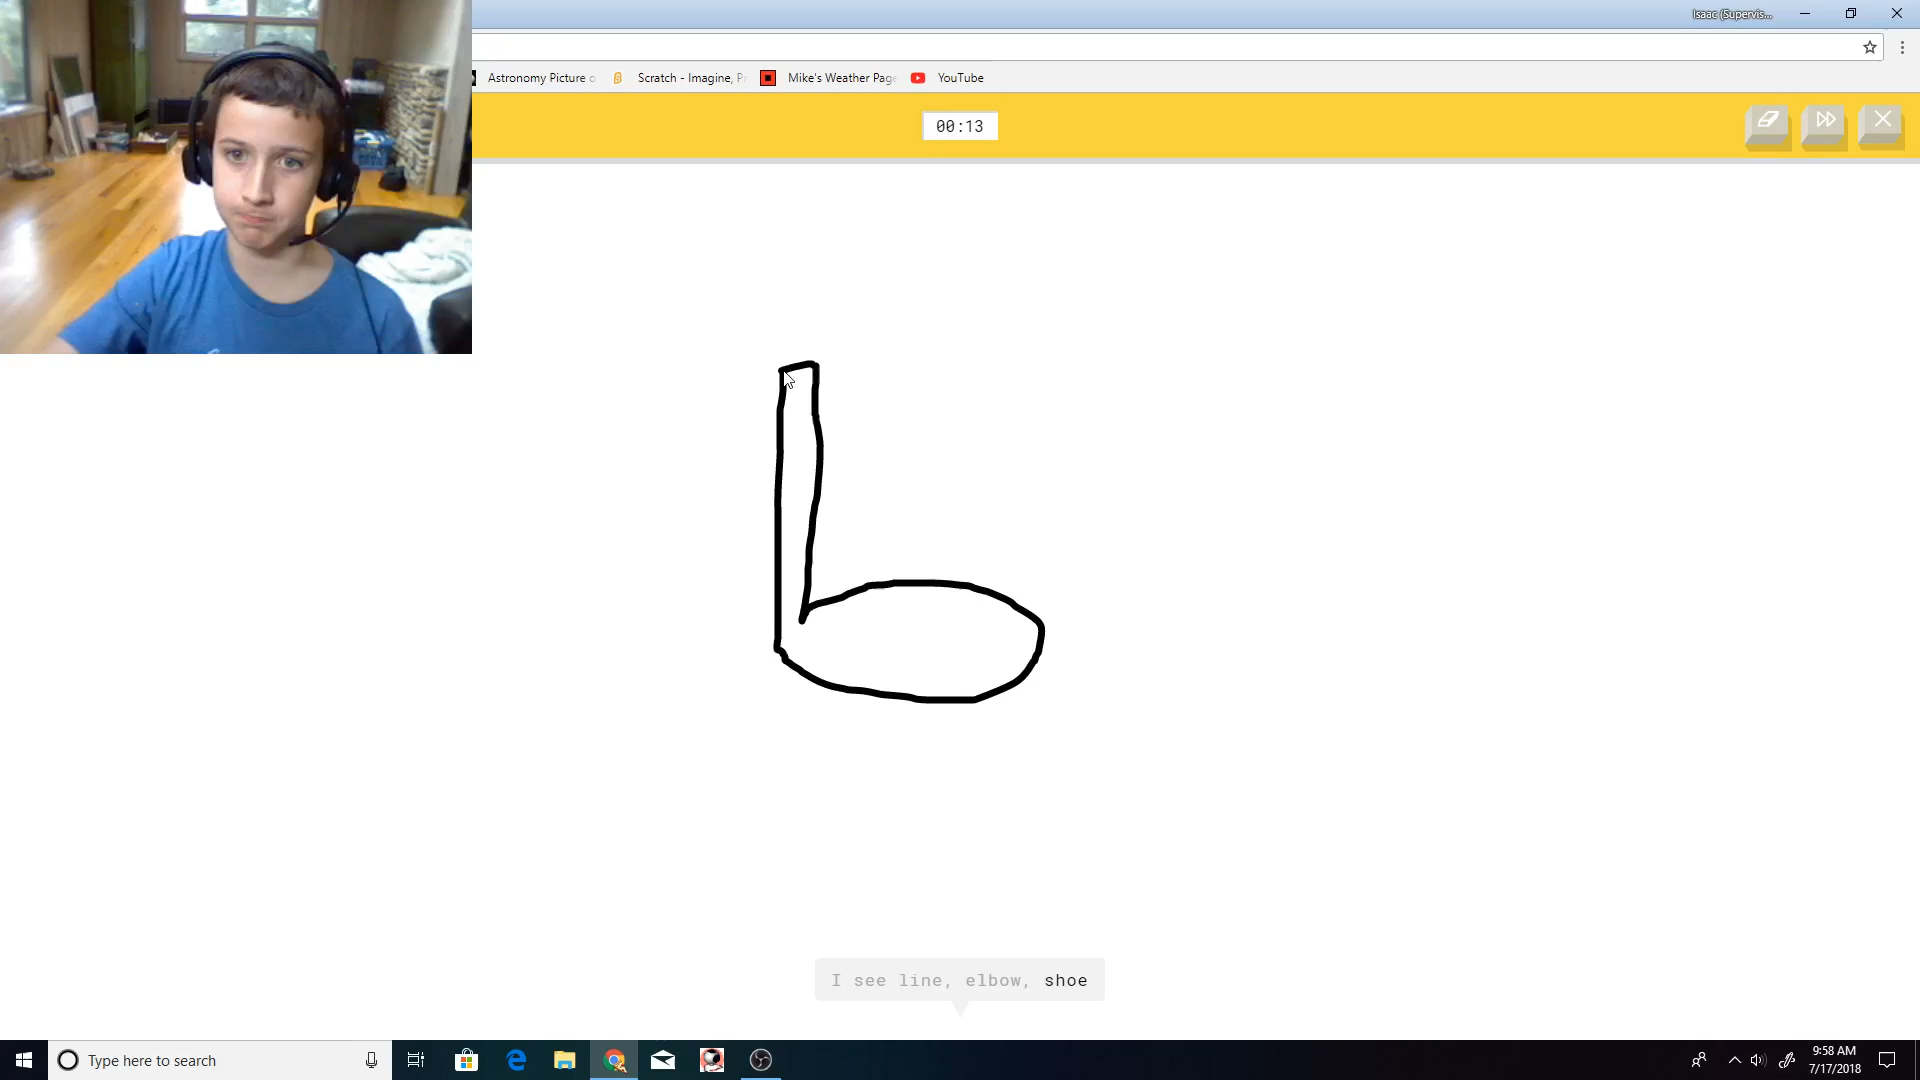 Isaac (Supervis...
Astronomy Picture o
Scratch - Imagine, Pr
Mike's Weather Page
YouTube
00:13
I see line, elbow, shoe
Type here to search
9:58 AM
7/17/2018